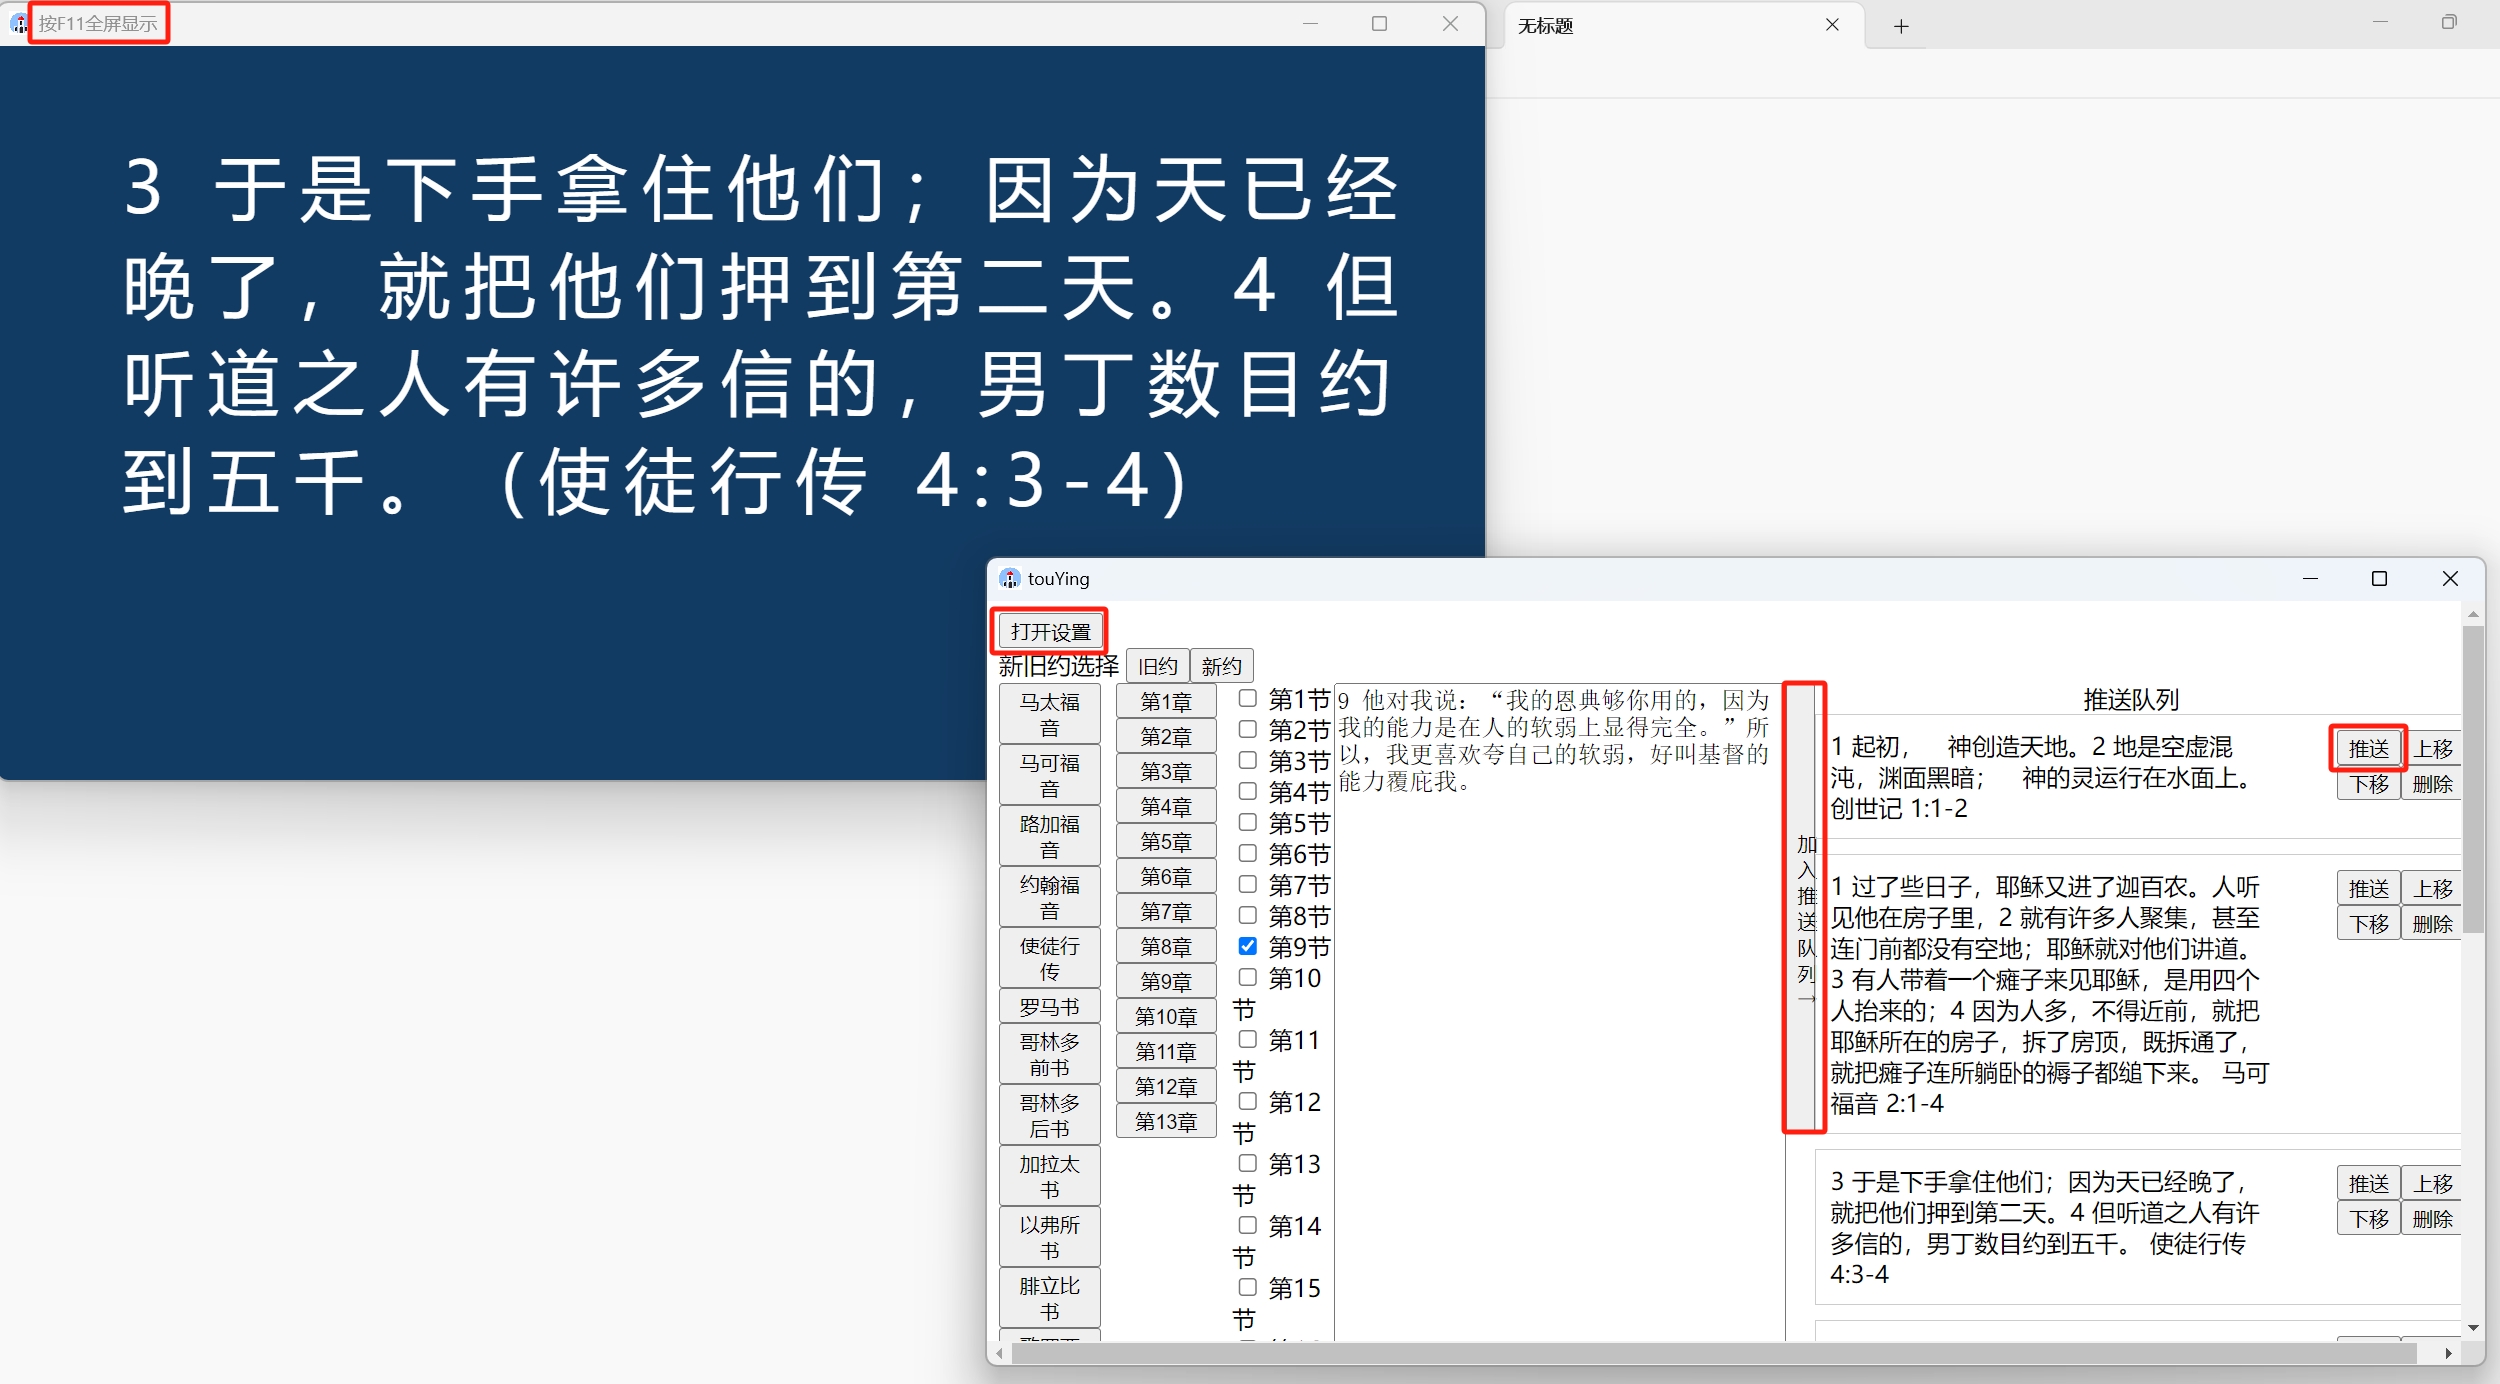 按F11全屏显示
无标题
3 于是下手拿住他们；因为天已经
晚了，就把他们押到第二天。4 但
听道之人有许多信的，男丁数目约
到五千。（使徒行传 4:3-4）
touYing
打开设置
新旧约选择 旧约 新约
马太福
音
马可福
音
路加福
音
约翰福
音
使徒行
传
罗马书
哥林多
前书
哥林多
后书
加拉太
书
以弗所
书
腓立比
书
第1章
第2章
第3章
第4章
第5章
第6章
第7章
第8章
第9章
第10章
第11章
第12章
第13章
第1节
第2节
第3节
第4节
第5节
第6节
第7节
第8节
第9节
第10
节
第11
节
第12
节
第13
节
第14
节
第15
节
9 他对我说：“我的恩典够你用的，因为
我的能力是在人的软弱上显得完全。”所
以，我更喜欢夸自己的软弱，好叫基督的
能力覆庇我。
加
入
推
送
队
列
→
推送队列
1 起初， 神创造天地。2 地是空虚混
沌，渊面黑暗； 神的灵运行在水面上。
创世记 1:1-2
推送 上移
下移 删除
1 过了些日子，耶稣又进了迦百农。人听
见他在房子里，2 就有许多人聚集，甚至
连门前都没有空地；耶稣就对他们讲道。
3 有人带着一个瘫子来见耶稣，是用四个
人抬来的；4 因为人多，不得近前，就把
耶稣所在的房子，拆了房顶，既拆通了，
就把瘫子连所躺卧的褥子都缒下来。 马可
福音 2:1-4
推送 上移
下移 删除
3 于是下手拿住他们；因为天已经晚了，
就把他们押到第二天。4 但听道之人有许
多信的，男丁数目约到五千。 使徒行传
4:3-4
推送 上移
下移 删除